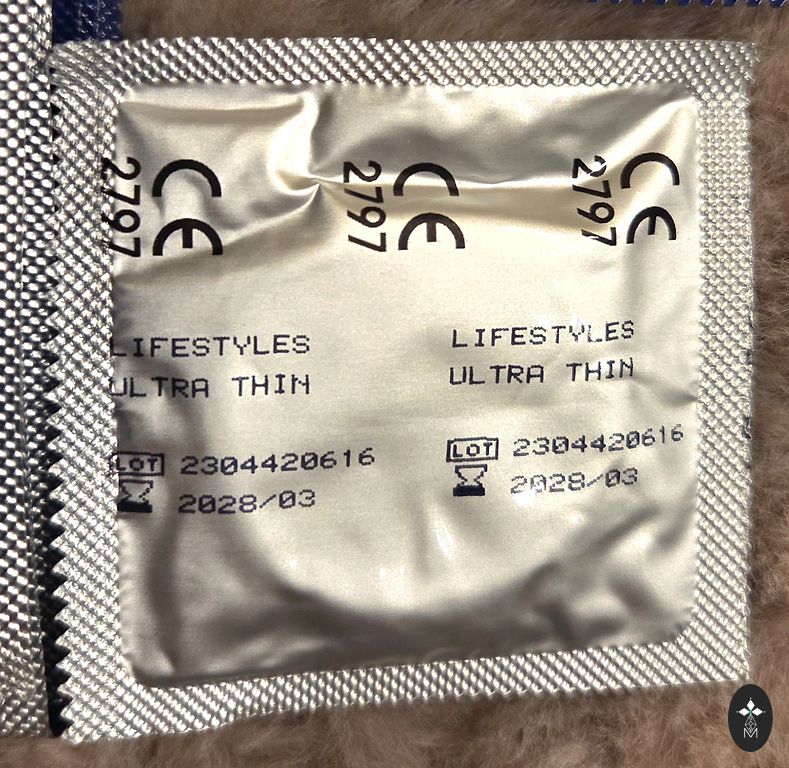 CE 2797 CE 2797 CE 2797
LIFESTYLES LIFESTYLES
ULTRA THIN ULTRA THIN
LOT 2304420616 LOT 2304420616
2028/03 2028/03
M